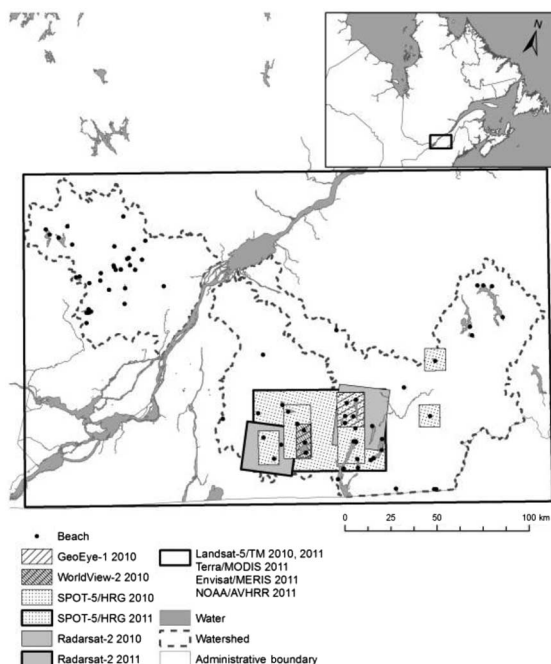 N
0 25 50 100 km
Beach
GeoEye-1 2010
WorldView-2 2010
SPOT-5/HRG 2010
SPOT-5/HRG 2011
Radarsat-2 2010
Radarsat-2 2011
Landsat-5/TM 2010, 2011
Terra/MODIS 2011
Envisat/MERIS 2011
NOAA/AVHRR 2011
Water
Watershed
Administrative boundary